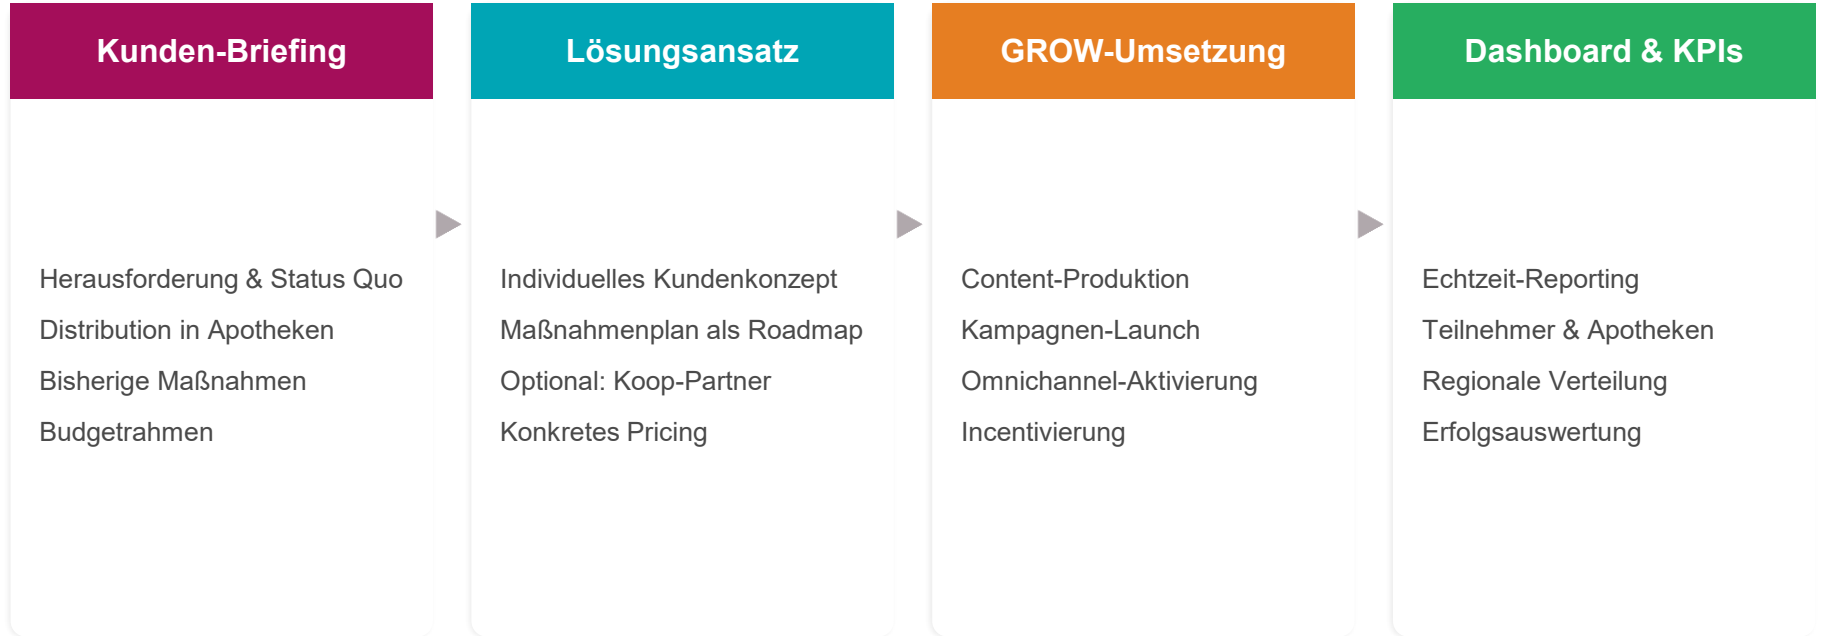 Kunden-Briefing
Herausforderung & Status Quo
Distribution in Apotheken
Bisherige Maßnahmen
Budgetrahmen
Lösungsansatz
Individuelles Kundenkonzept
Maßnahmenplan als Roadmap
Optional: Koop-Partner
Konkretes Pricing
GROW-Umsetzung
Content-Produktion
Kampagnen-Launch
Omnichannel-Aktivierung
Incentivierung
Dashboard & KPIs
Echtzeit-Reporting
Teilnehmer & Apotheken
Regionale Verteilung
Erfolgsauswertung